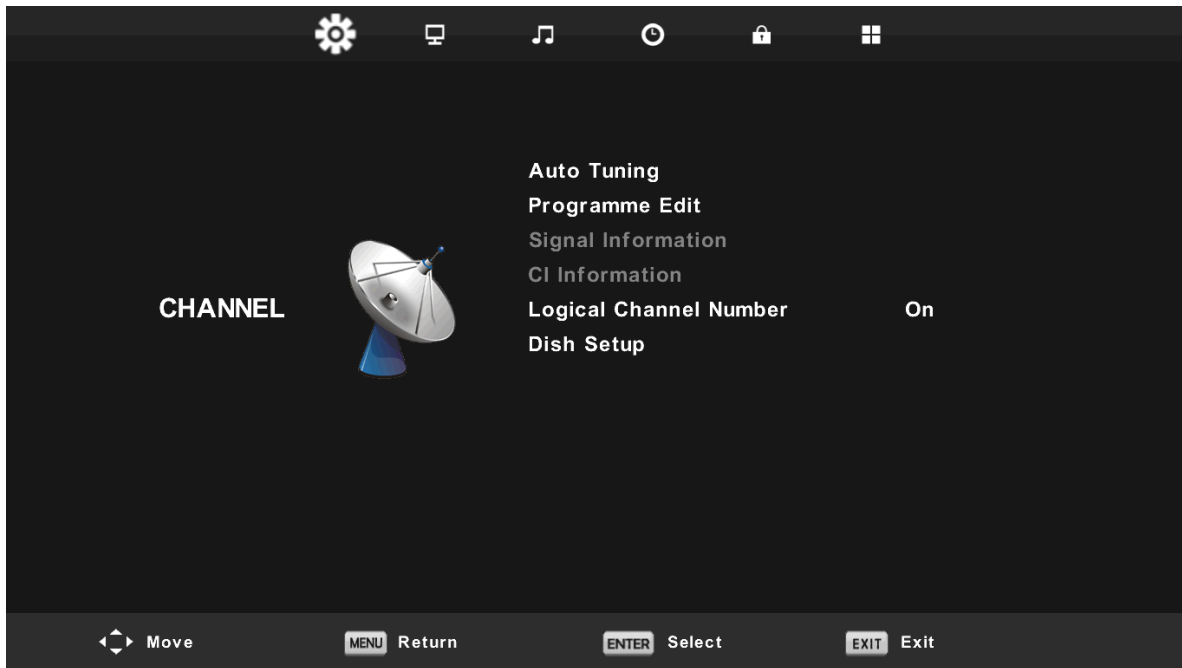 Auto Tuning
Programme Edit
Signal Information
CI Information
CHANNEL
Logical Channel Number On
Dish Setup
Move MENU Return ENTER Select EXIT Exit